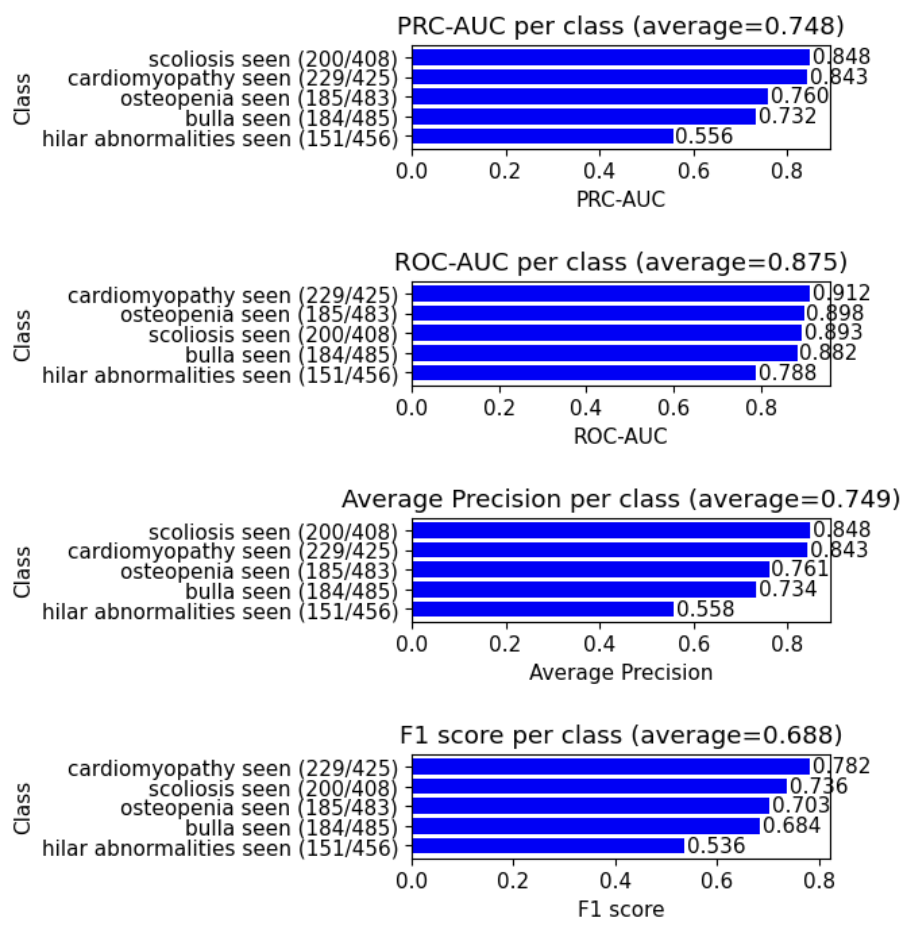 PRC-AUC per class (average=0.748)
Class
scoliosis seen (200/408) 0.848
cardiomyopathy seen (229/425) 0.843
osteopenia seen (185/483) 0.760
bulla seen (184/485) 0.732
hilar abnormalities seen (151/456) 0.556
0.0 0.2 0.4 0.6 0.8
PRC-AUC
ROC-AUC per class (average=0.875)
Class
cardiomyopathy seen (229/425) 0.912
osteopenia seen (185/483) 0.898
scoliosis seen (200/408) 0.893
bulla seen (184/485) 0.882
hilar abnormalities seen (151/456) 0.788
0.0 0.2 0.4 0.6 0.8
ROC-AUC
Average Precision per class (average=0.749)
Class
scoliosis seen (200/408) 0.848
cardiomyopathy seen (229/425) 0.843
osteopenia seen (185/483) 0.761
bulla seen (184/485) 0.734
hilar abnormalities seen (151/456) 0.558
0.0 0.2 0.4 0.6 0.8
Average Precision
F1 score per class (average=0.688)
Class
cardiomyopathy seen (229/425) 0.782
scoliosis seen (200/408) 0.736
osteopenia seen (185/483) 0.703
bulla seen (184/485) 0.684
hilar abnormalities seen (151/456) 0.536
0.0 0.2 0.4 0.6 0.8
F1 score